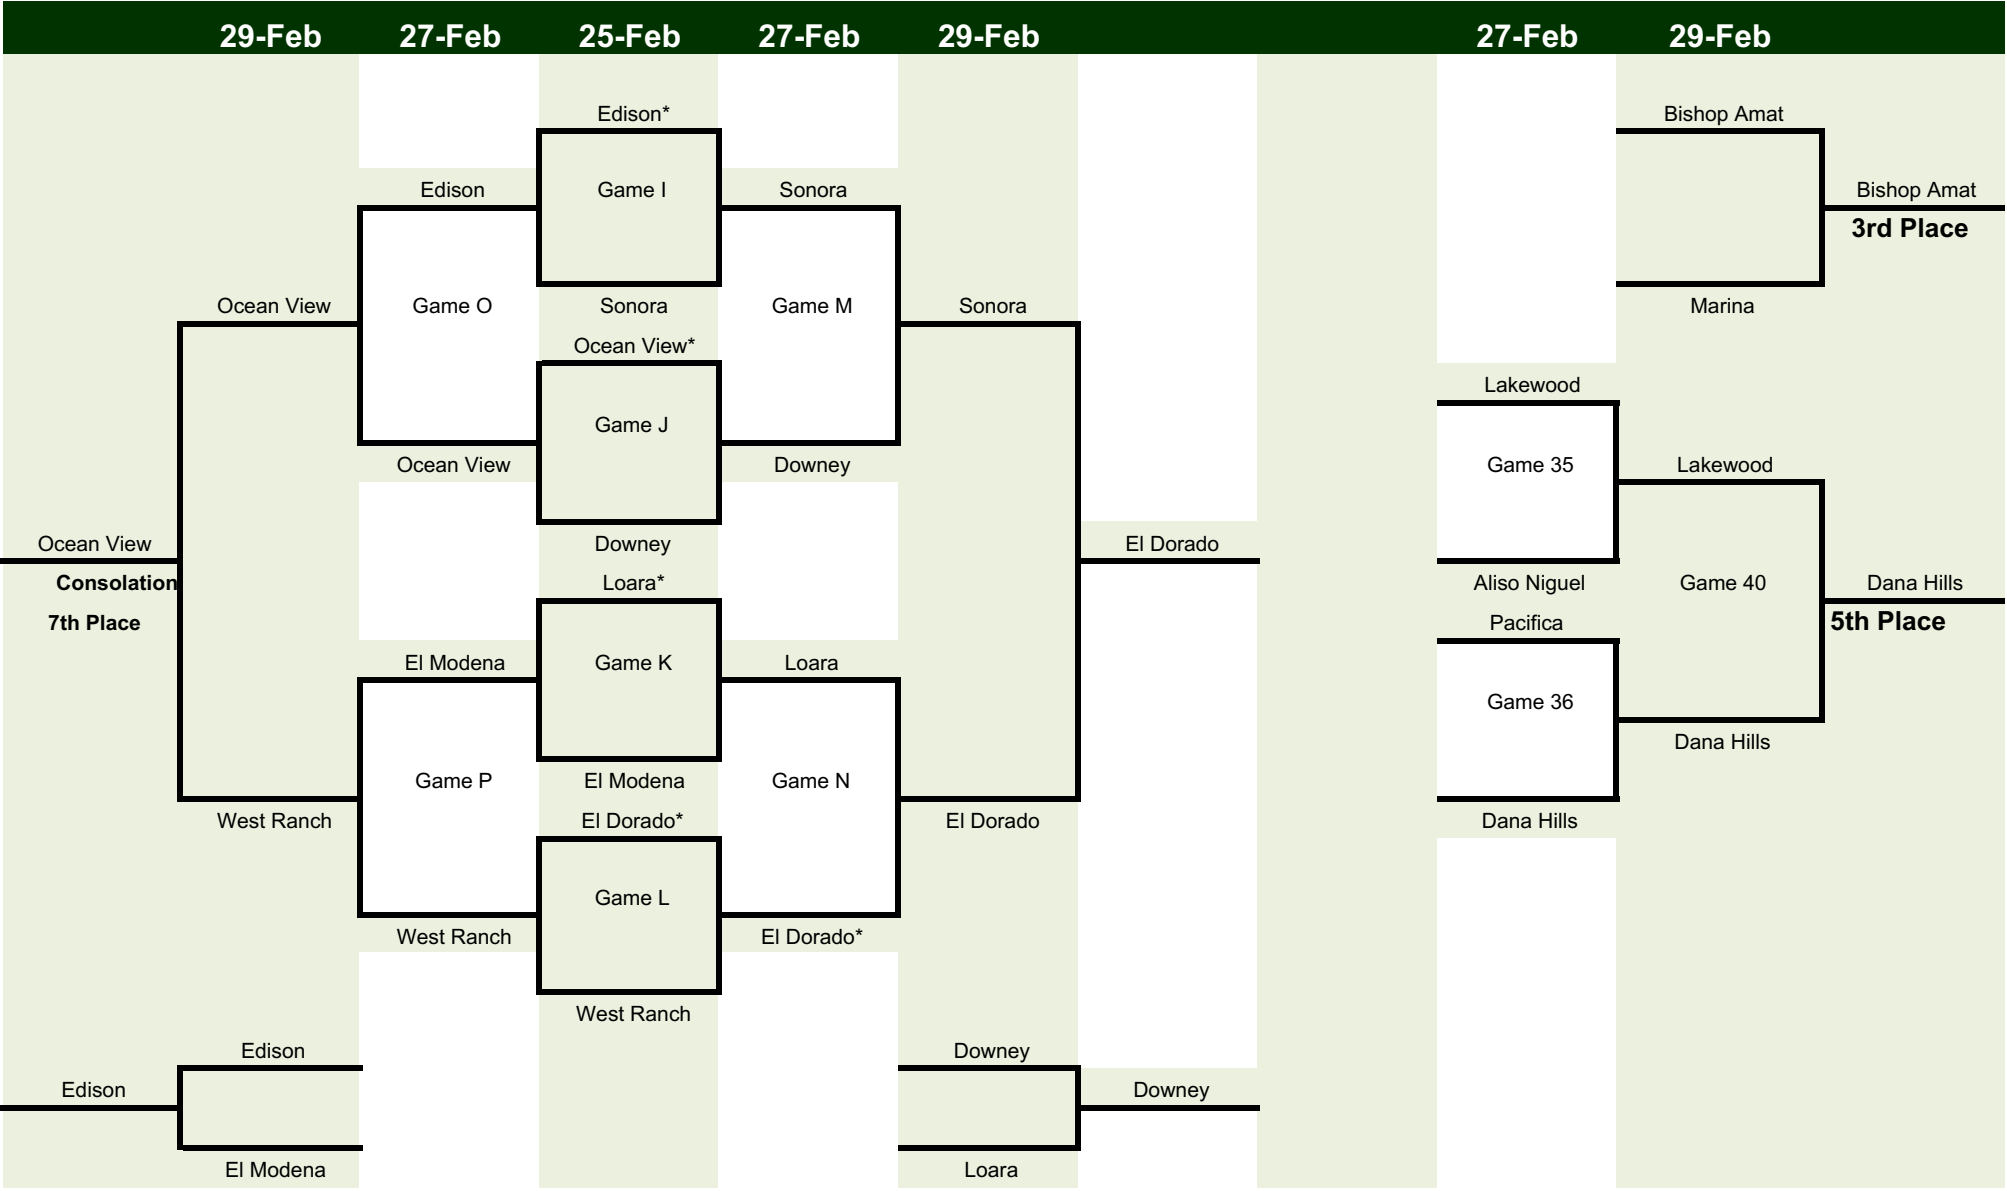 29-Feb 27-Feb 25-Feb 27-Feb 29-Feb 27-Feb 29-Feb
Edison* Bishop Amat
Edison Game I Sonora Bishop Amat
3rd Place
Ocean View Game O Sonora Game M Sonora Marina
Ocean View*
Lakewood
Game J
Ocean View Downey Game 35 Lakewood
Ocean View Downey El Dorado
Consolation Loara* Aliso Niguel Game 40 Dana Hills
7th Place Pacifica 5th Place
El Modena Game K Loara
Game 36
Dana Hills
Game P El Modena Game N
West Ranch El Dorado* El Dorado Dana Hills
Game L
West Ranch El Dorado*
West Ranch
Edison Downey
Edison Downey
El Modena Loara